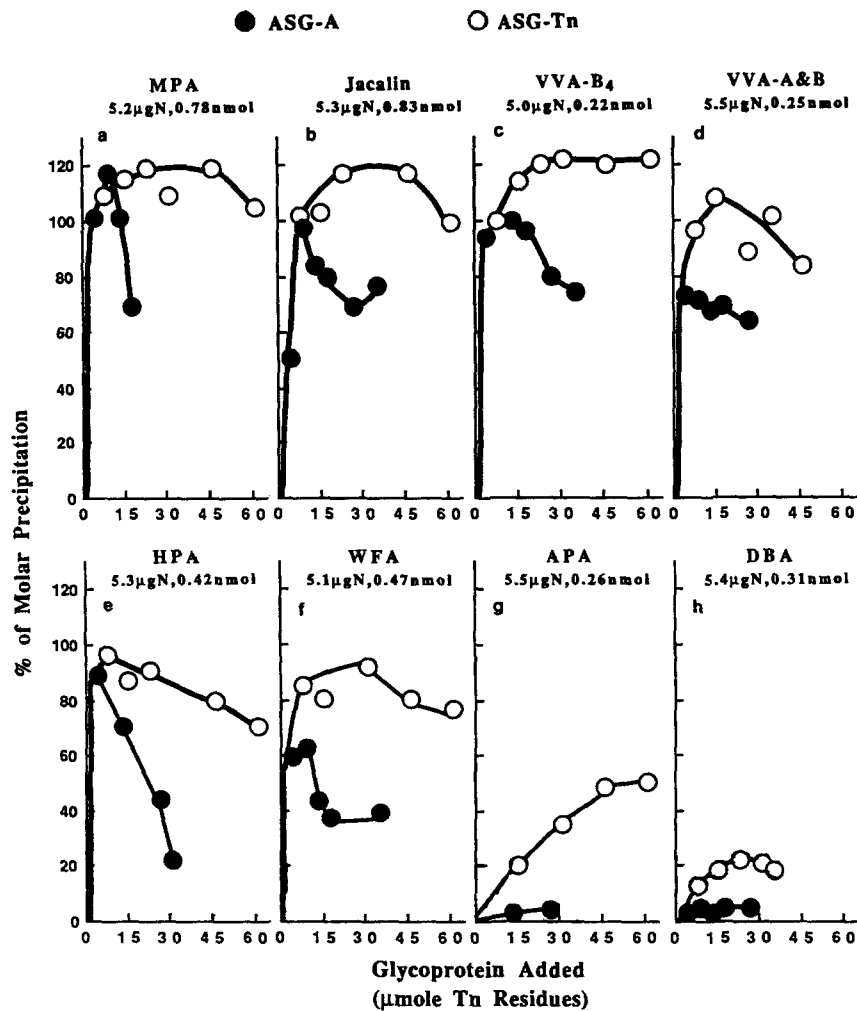 ASG-A ASG-Tn
MPA Jacalin VVA-B4 VVA-A&B
5.2µgN,0.78nmol 5.3µgN,0.83nmol 5.0µgN,0.22nmol 5.5µgN,0.25nmol
a b c d
120
100
80
60
40
20
0
0 15 30 45 60 0 15 30 45 60 0 15 30 45 60 0 15 30 45 60
HPA WFA APA DBA
5.3µgN,0.42nmol 5.1µgN,0.47nmol 5.5µgN,0.26nmol 5.4µgN,0.31nmol
e f g h
120
100
80
60
40
20
0
0 15 30 45 60 0 15 30 45 60 0 15 30 45 60 0 15 30 45 60
% of Molar Precipitation
Glycoprotein Added
(µmole Tn Residues)